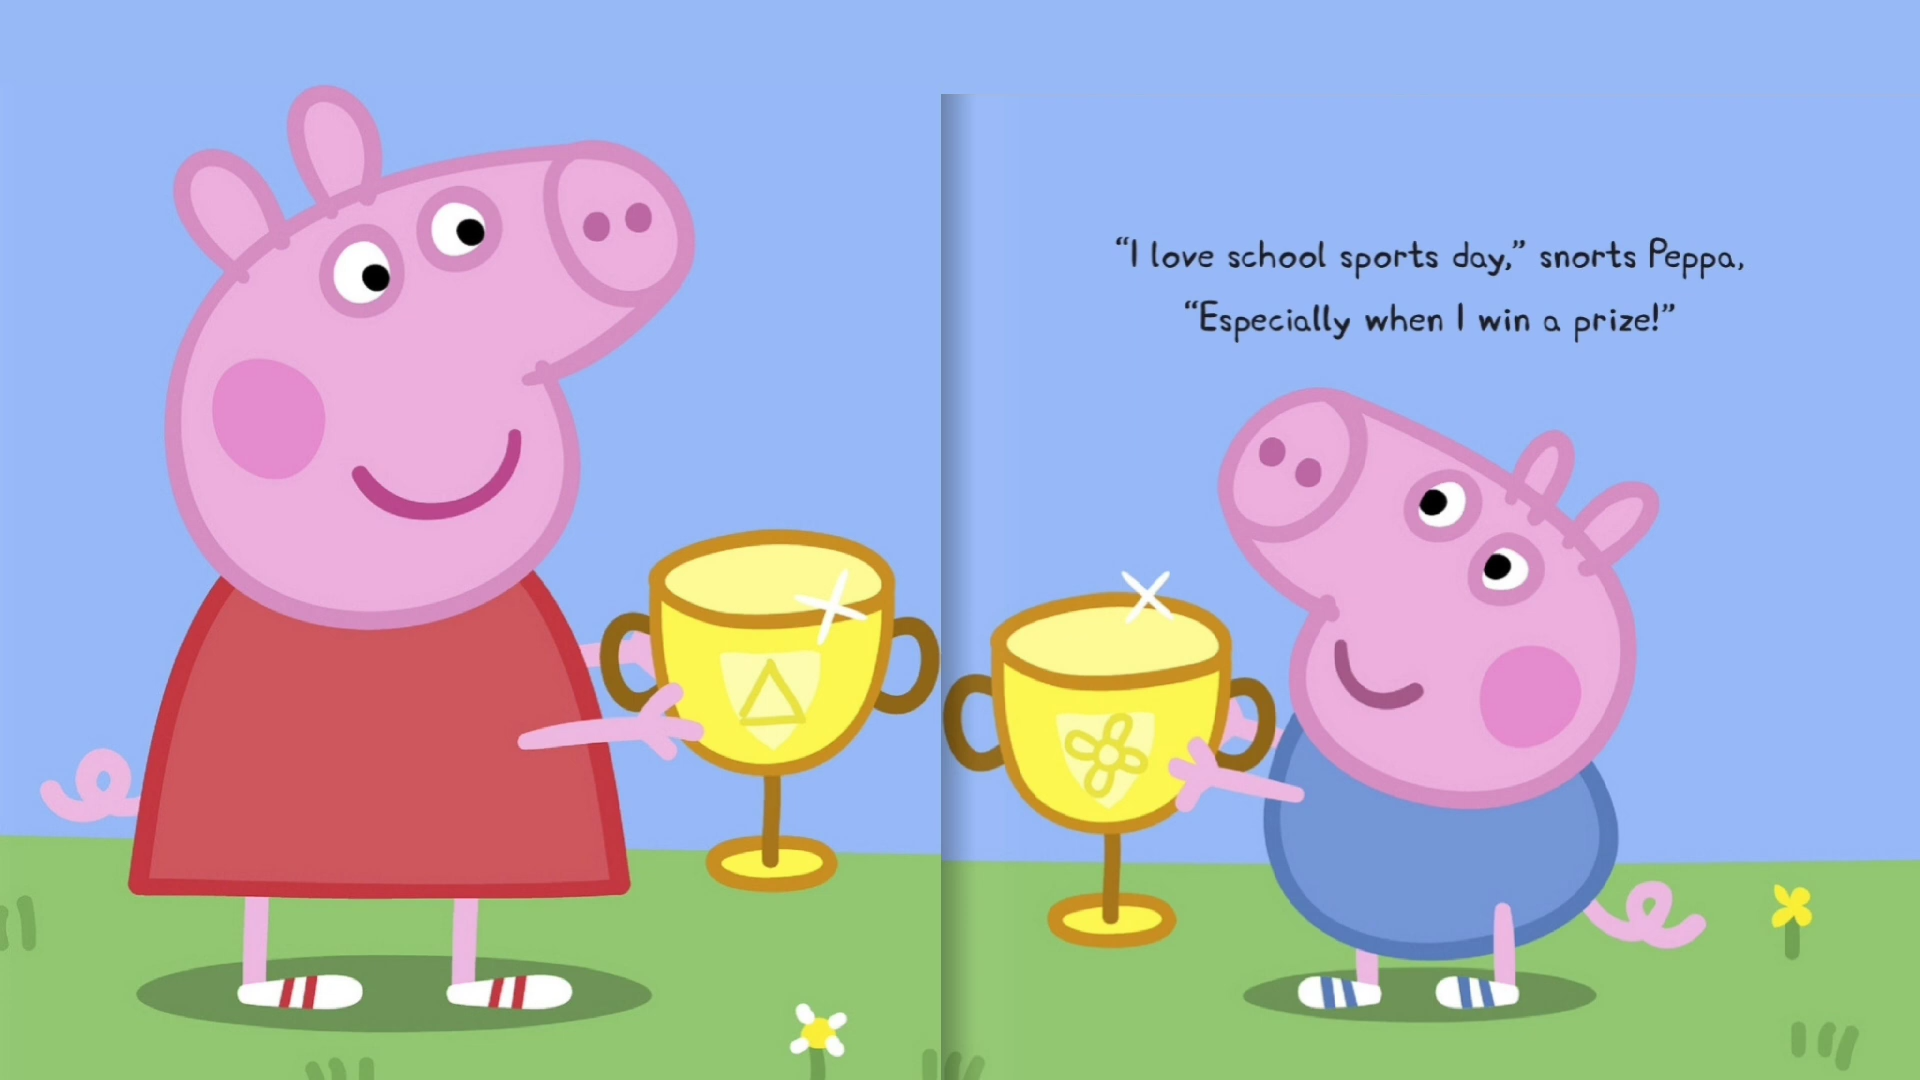 “I love school sports day,” snorts Peppa,
“Especially when I win a prize!”